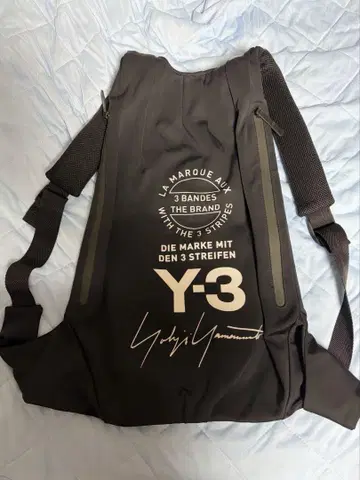 LA MARQUE AUX
3 BANDES
THE BRAND
WITH THE 3 STRIPES
DIE MARKE MIT
DEN 3 STREIFEN
Y-3
Yohji Yamamoto